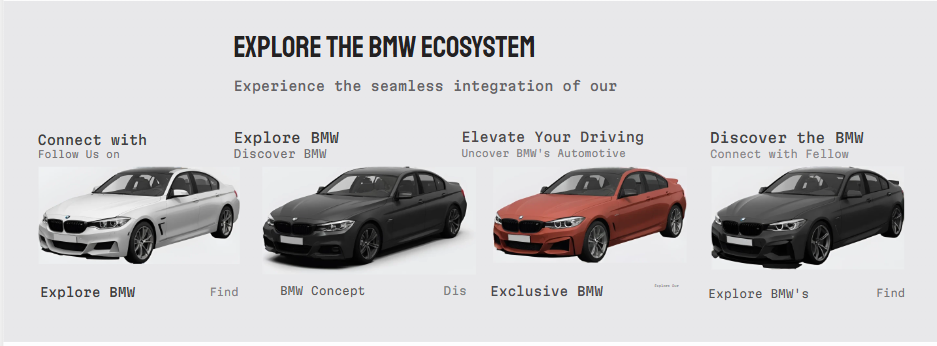 EXPLORE THE BMW ECOSYSTEM
Experience the seamless integration of our
Connect with
Follow Us on
Explore BMW
Discover BMW
Elevate Your Driving
Uncover BMW's Automotive
Discover the BMW
Connect with Fellow
Explore BMW
Find
BMW Concept
Dis
Exclusive BMW
Explore Our
Explore BMW's
Find